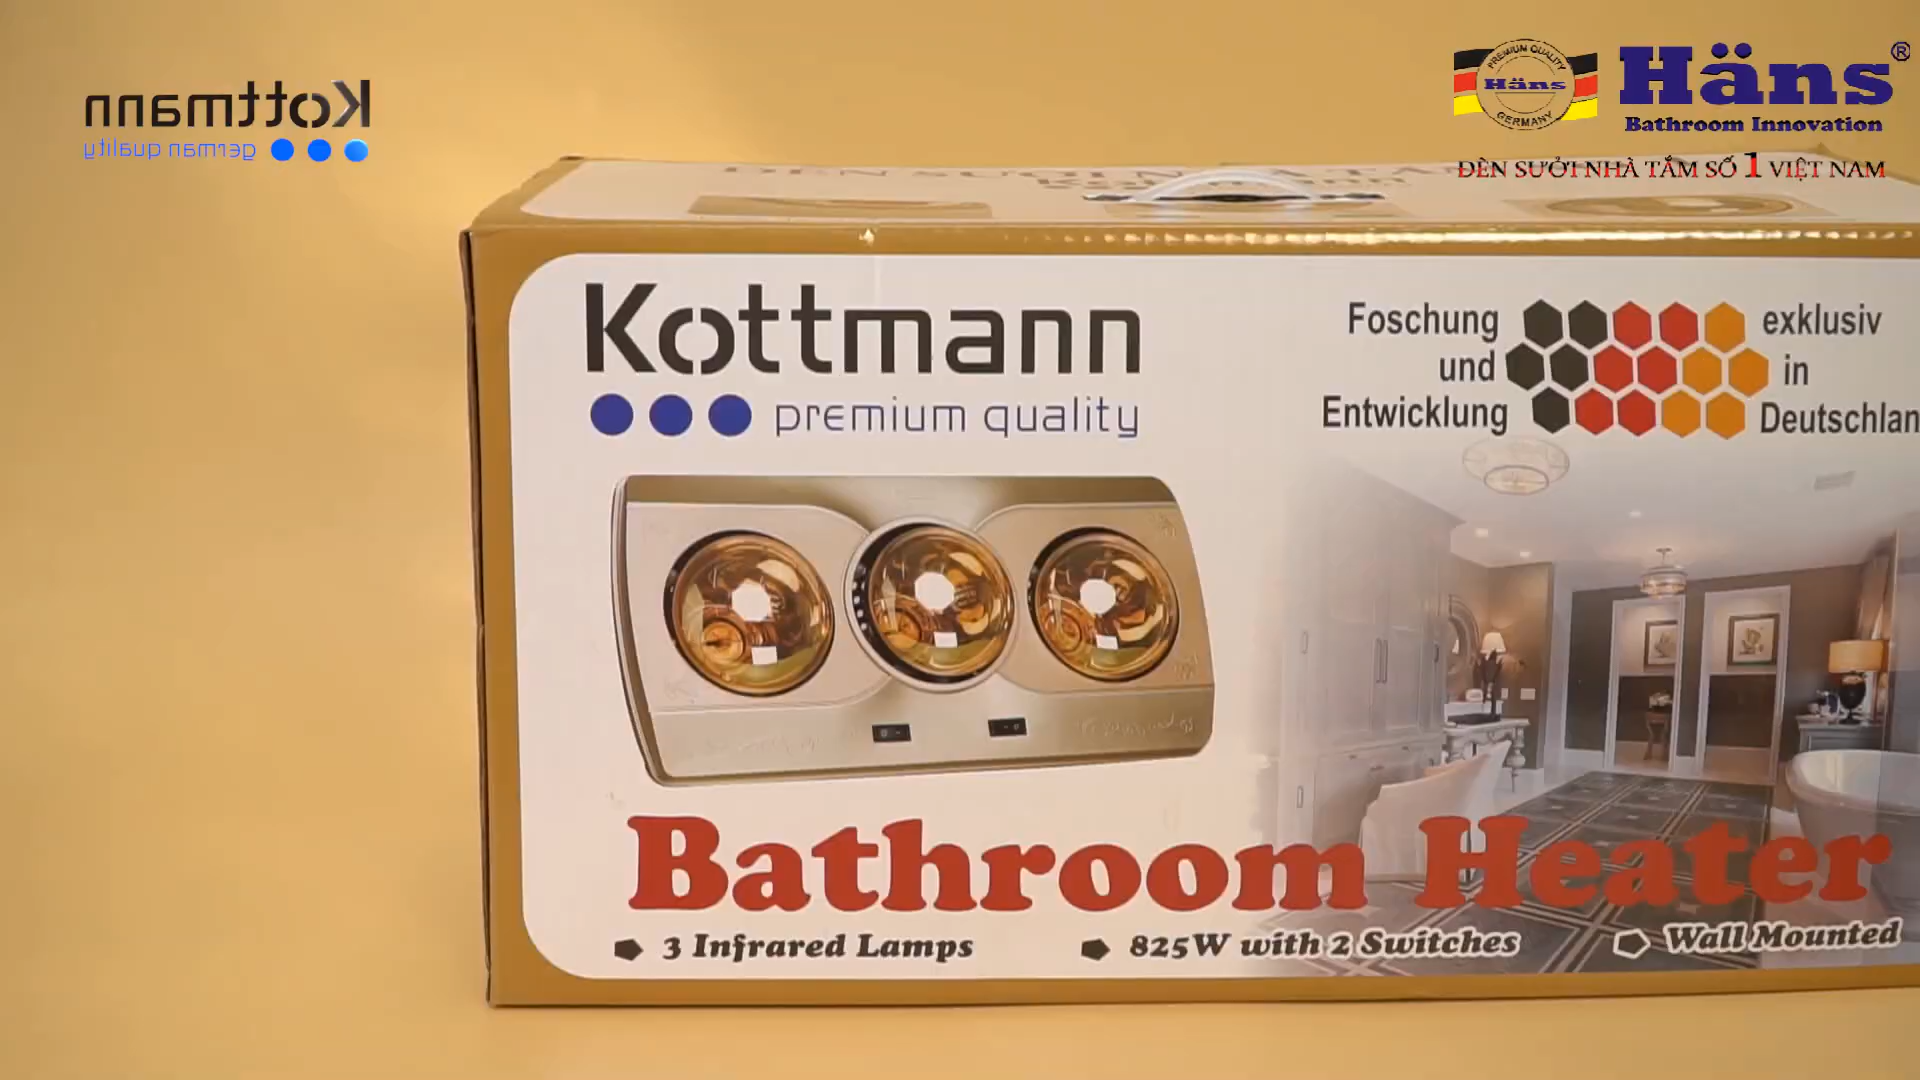 Kottmann
german quality
PREMIUM QUALITY
Häns
GERMANY
Häns®
Bathroom Innovation
ĐÈN SƯỞI NHÀ TẮM SỐ 1 VIỆT NAM
Kottmann
premium quality
Foschung
und
Entwicklung
exklusiv
in
Deutschlan
Bathroom Heater
3 Infrared Lamps
825W with 2 Switches
Wall Mounted